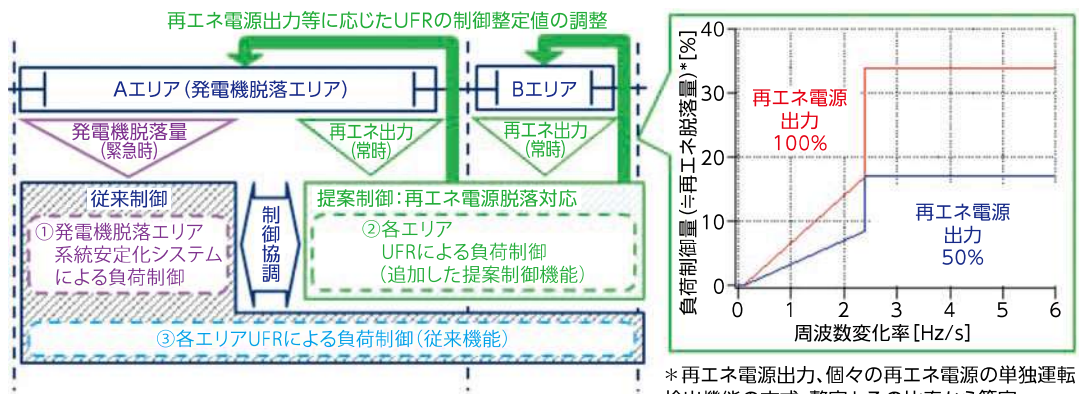 再エネ電源出力等に応じたUFRの制御整定値の調整
Aエリア(発電機脱落エリア)
Bエリア
発電機脱落量
(緊急時)
再エネ出力
(常時)
再エネ出力
(常時)
従来制御
①発電機脱落エリア
系統安定化システム
による負荷制御
制御協調
提案制御:再エネ電源脱落対応
②各エリア
UFRによる負荷制御
(追加した提案制御機能)
③各エリアUFRによる負荷制御(従来機能)
負荷制御量(≒再エネ脱落量)*[%]
40
30
20
10
0
再エネ電源
出力
100%
再エネ電源
出力
50%
0 1 2 3 4 5 6
周波数変化率[Hz/s]
*再エネ電源出力、個々の再エネ電源の単独運転